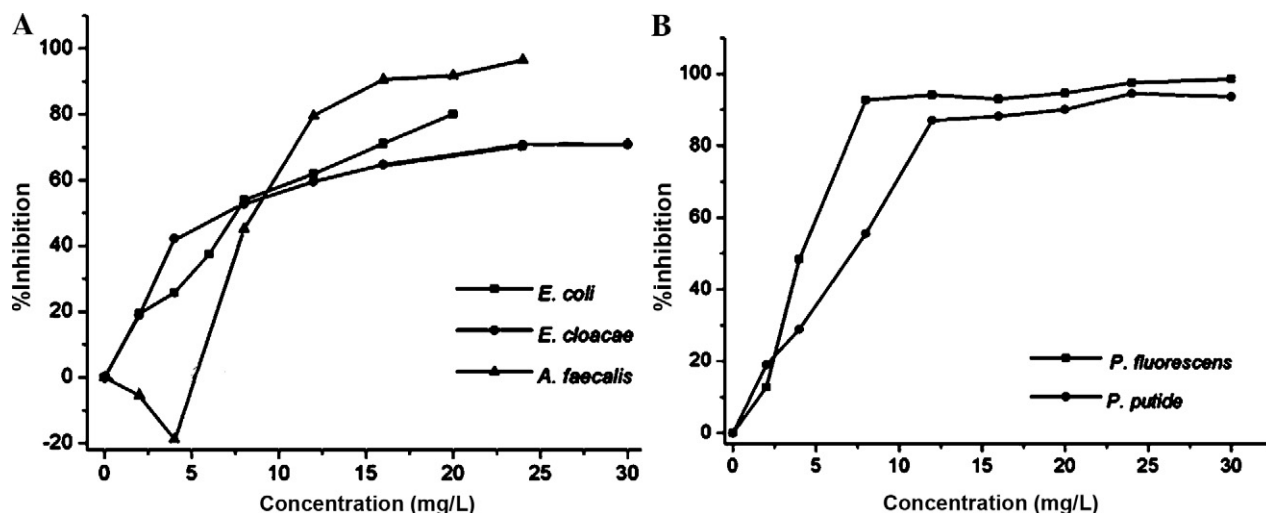 A
%Inhibition
100
80
60
40
20
0
-20
E. coli
E. cloacae
A. faecalis
0 5 10 15 20 25 30
Concentration (mg/L)
B
%inhibition
100
80
60
40
20
0
P. fluorescens
P. putide
0 5 10 15 20 25 30
Concentration (mg/L)